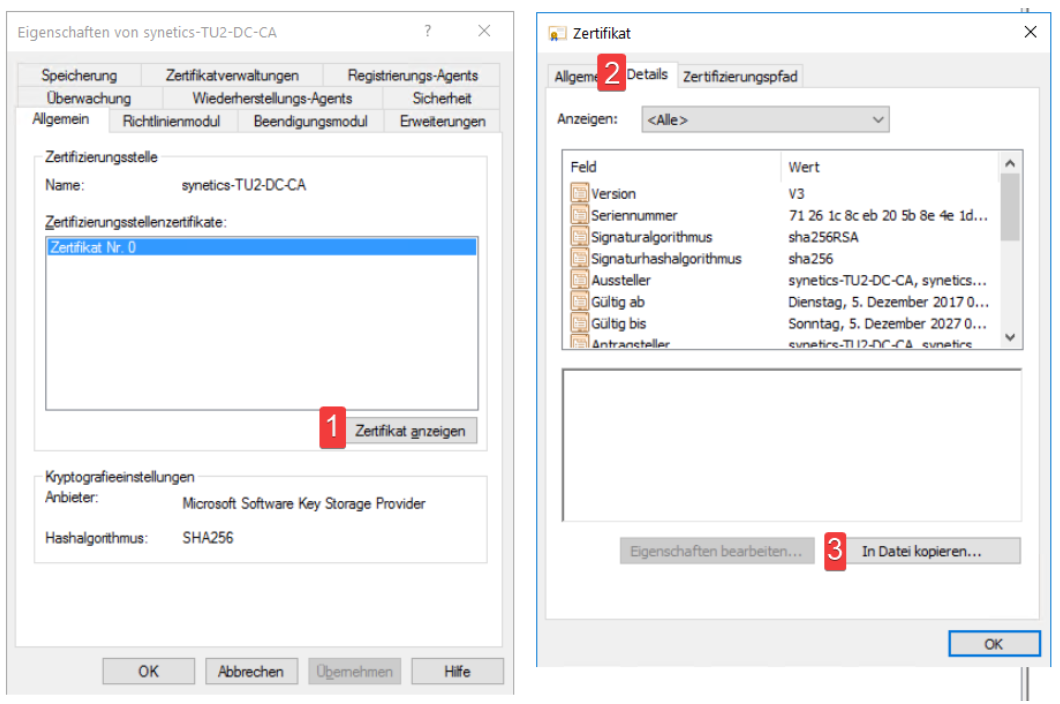 Eigenschaften von synetics-TU2-DC-CA
Speicherung Zertifikatverwaltungen Registrierungs-Agents
Überwachung Wiederherstellungs-Agents Sicherheit
Allgemein Richtlinienmodul Beendigungsmodul Erweiterungen
Zertifizierungsstelle
Name: synetics-TU2-DC-CA
Zertifizierungsstellenzertifikate:
Zertifikat Nr. 0
1 Zertifikat anzeigen
Kryptografieeinstellungen
Anbieter: Microsoft Software Key Storage Provider
Hashalgorithmus: SHA256
OK Abbrechen Übernehmen Hilfe
Zertifikat
Allgeme 2 Details Zertifizierungspfad
Anzeigen: <Alle>
Feld Wert
Version V3
Seriennummer 71 26 1c 8c eb 20 5b 8e 4e 1d...
Signaturalgorithmus sha256RSA
Signaturhashalgorithmus sha256
Aussteller synetics-TU2-DC-CA, synetics...
Gültig ab Dienstag, 5. Dezember 2017 0...
Gültig bis Sonntag, 5. Dezember 2027 0...
Antragsteller synetics-TU2-DC-CA, synetics
Eigenschaften bearbeiten... 3 In Datei kopieren...
OK